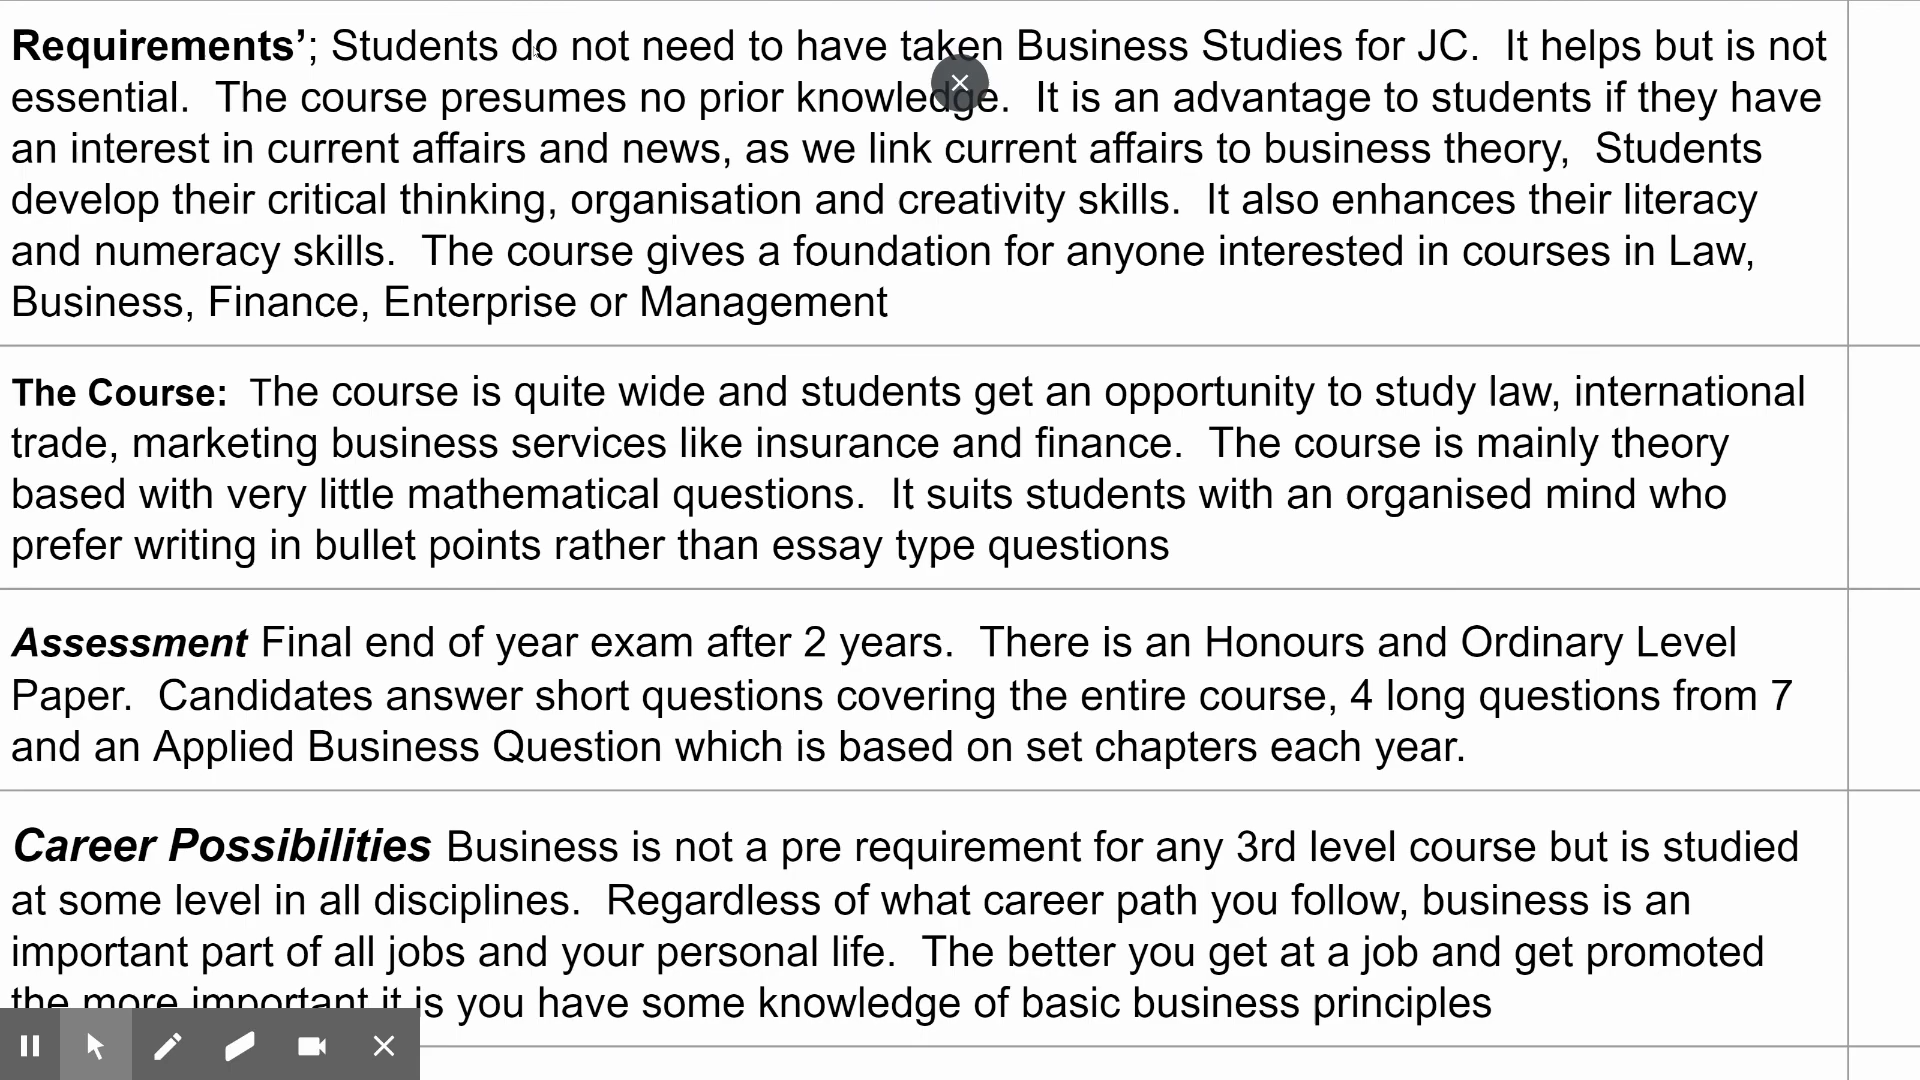 Requirements’; Students do not need to have taken Business Studies for JC. It helps but is not
essential. The course presumes no prior knowledge. It is an advantage to students if they have
an interest in current affairs and news, as we link current affairs to business theory, Students
develop their critical thinking, organisation and creativity skills. It also enhances their literacy
and numeracy skills. The course gives a foundation for anyone interested in courses in Law,
Business, Finance, Enterprise or Management
The Course: The course is quite wide and students get an opportunity to study law, international
trade, marketing business services like insurance and finance. The course is mainly theory
based with very little mathematical questions. It suits students with an organised mind who
prefer writing in bullet points rather than essay type questions
Assessment Final end of year exam after 2 years. There is an Honours and Ordinary Level
Paper. Candidates answer short questions covering the entire course, 4 long questions from 7
and an Applied Business Question which is based on set chapters each year.
Career Possibilities Business is not a pre requirement for any 3rd level course but is studied
at some level in all disciplines. Regardless of what career path you follow, business is an
important part of all jobs and your personal life. The better you get at a job and get promoted
the more important it is you have some knowledge of basic business principles